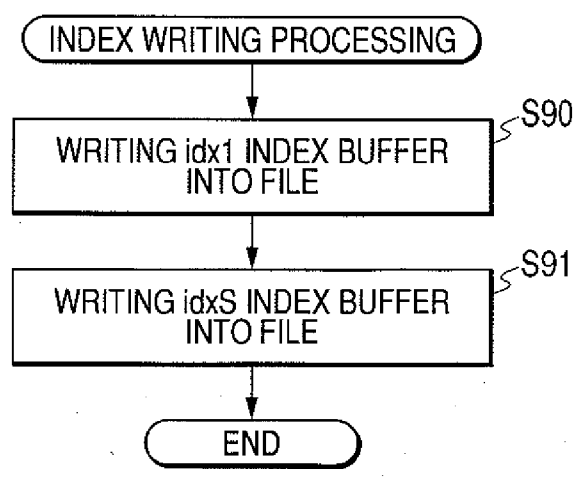 INDEX WRITING PROCESSING
S90
WRITING idx1 INDEX BUFFER
INTO FILE
S91
WRITING idxS INDEX BUFFER
INTO FILE
END